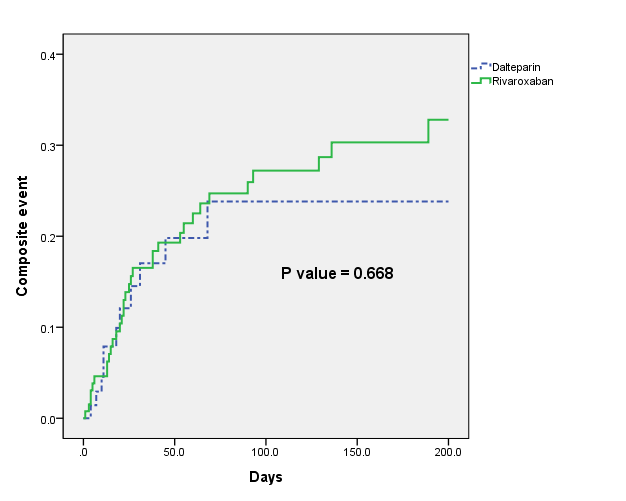 0.4
0.3
0.2
0.1
0.0
Composite event
.0
50.0
100.0
150.0
200.0
Days
P value = 0.668
Dalteparin
Rivaroxaban